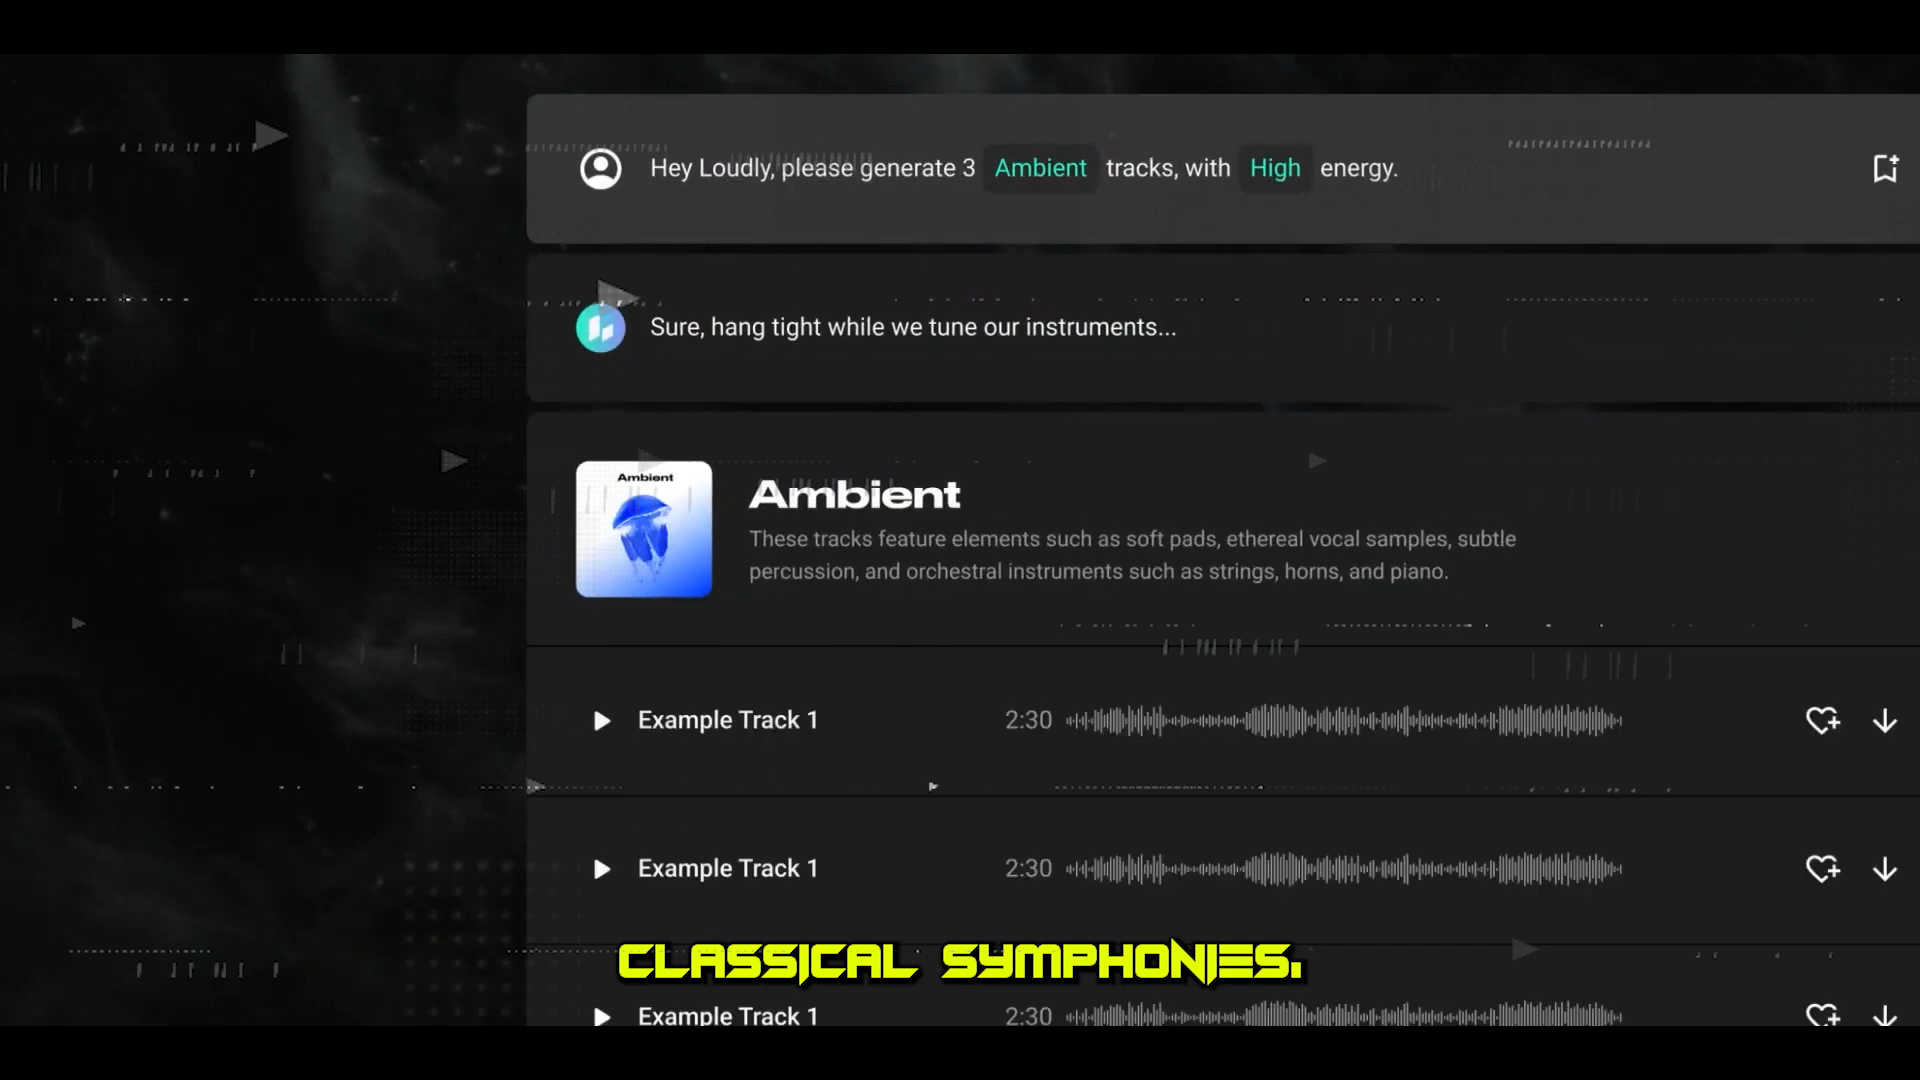 Hey Loudly, please generate 3 Ambient tracks, with High energy.
Sure, hang tight while we tune our instruments...
Ambient
Ambient
These tracks feature elements such as soft pads, ethereal vocal samples, subtle
percussion, and orchestral instruments such as strings, horns, and piano.
Example Track 1 2:30
Example Track 1 2:30
CLASSICAL SYMPHONIES.
Example Track 1 2:30